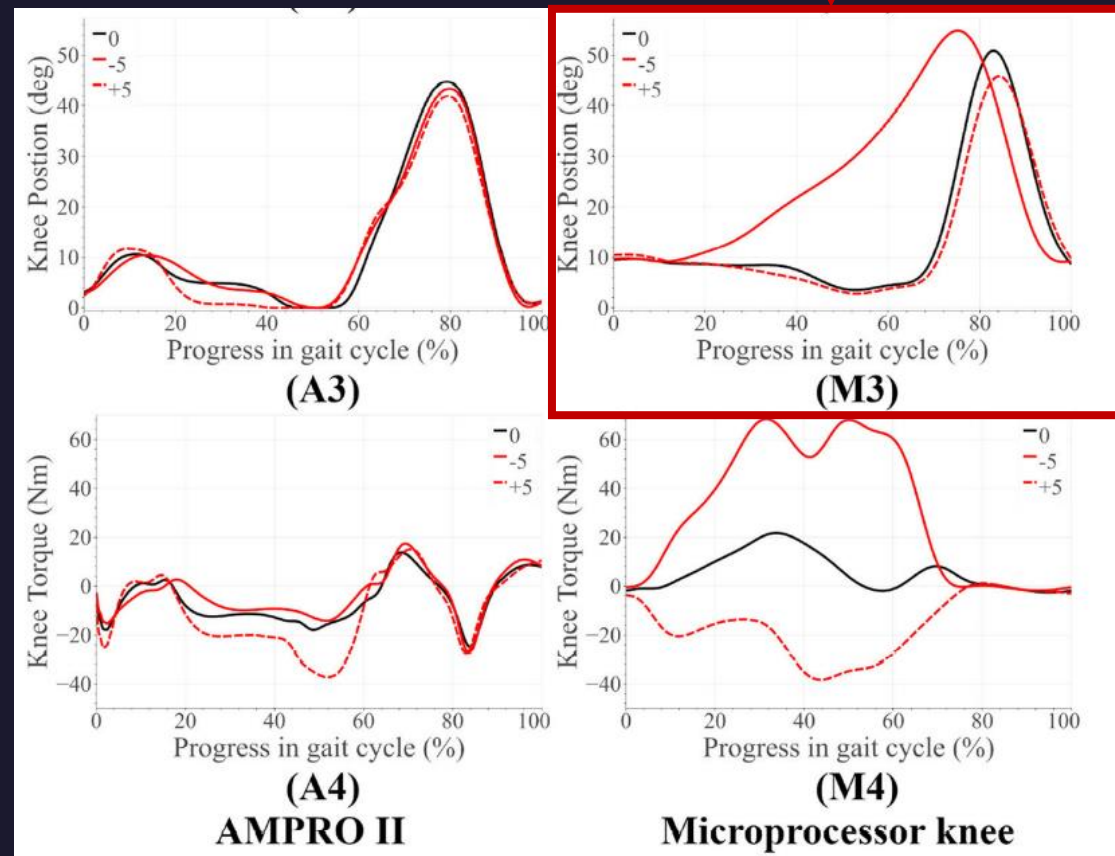 0
-5
+5
Knee Postion (deg)
50
40
30
20
10
0
0 20 40 60 80 100
Progress in gait cycle (%)
(A3)
0
-5
+5
Knee Position (deg)
50
40
30
20
10
0
0 20 40 60 80 100
Progress in gait cycle (%)
(M3)
0
-5
+5
Knee Torque (Nm)
60
40
20
0
−20
−40
0 20 40 60 80 100
Progress in gait cycle (%)
(A4)
AMPRO II
0
-5
+5
Knee Torque (Nm)
60
40
20
0
−20
−40
0 20 40 60 80 100
Progress in gait cycle (%)
(M4)
Microprocessor knee